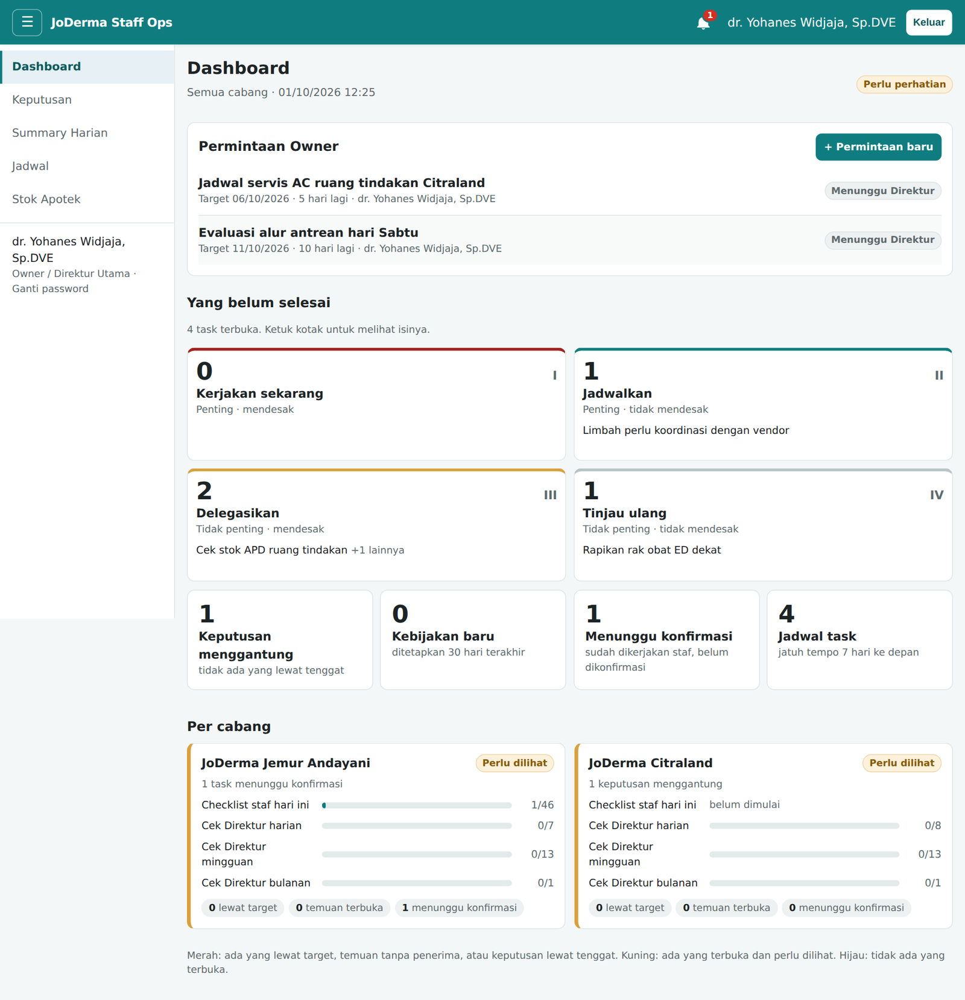 ☰ JoDerma Staff Ops
1 dr. Yohanes Widjaja, Sp.DVE Keluar
Dashboard
Keputusan
Summary Harian
Jadwal
Stok Apotek
dr. Yohanes Widjaja,
Sp.DVE
Owner / Direktur Utama ·
Ganti password
Dashboard
Semua cabang · 01/10/2026 12:25
Perlu perhatian
Permintaan Owner
+ Permintaan baru
Jadwal servis AC ruang tindakan Citraland
Target 06/10/2026 · 5 hari lagi · dr. Yohanes Widjaja, Sp.DVE
Menunggu Direktur
Evaluasi alur antrean hari Sabtu
Target 11/10/2026 · 10 hari lagi · dr. Yohanes Widjaja, Sp.DVE
Menunggu Direktur
Yang belum selesai
4 task terbuka. Ketuk kotak untuk melihat isinya.
0 I
Kerjakan sekarang
Penting · mendesak
1 II
Jadwalkan
Penting · tidak mendesak
Limbah perlu koordinasi dengan vendor
2 III
Delegasikan
Tidak penting · mendesak
Cek stok APD ruang tindakan +1 lainnya
1 IV
Tinjau ulang
Tidak penting · tidak mendesak
Rapikan rak obat ED dekat
1
Keputusan
menggantung
tidak ada yang lewat tenggat
0
Kebijakan baru
ditetapkan 30 hari terakhir
1
Menunggu konfirmasi
sudah dikerjakan staf, belum
dikonfirmasi
4
Jadwal task
jatuh tempo 7 hari ke depan
Per cabang
JoDerma Jemur Andayani Perlu dilihat
1 task menunggu konfirmasi
Checklist staf hari ini 1/46
Cek Direktur harian 0/7
Cek Direktur
mingguan 0/13
Cek Direktur bulanan 0/1
0 lewat target 0 temuan terbuka 1 menunggu konfirmasi
JoDerma Citraland Perlu dilihat
1 keputusan menggantung
Checklist staf hari ini belum dimulai
Cek Direktur harian 0/8
Cek Direktur
mingguan 0/13
Cek Direktur bulanan 0/1
0 lewat target 0 temuan terbuka 0 menunggu konfirmasi
Merah: ada yang lewat target, temuan tanpa penerima, atau keputusan lewat tenggat. Kuning: ada yang terbuka dan perlu dilihat. Hijau: tidak ada yang
terbuka.